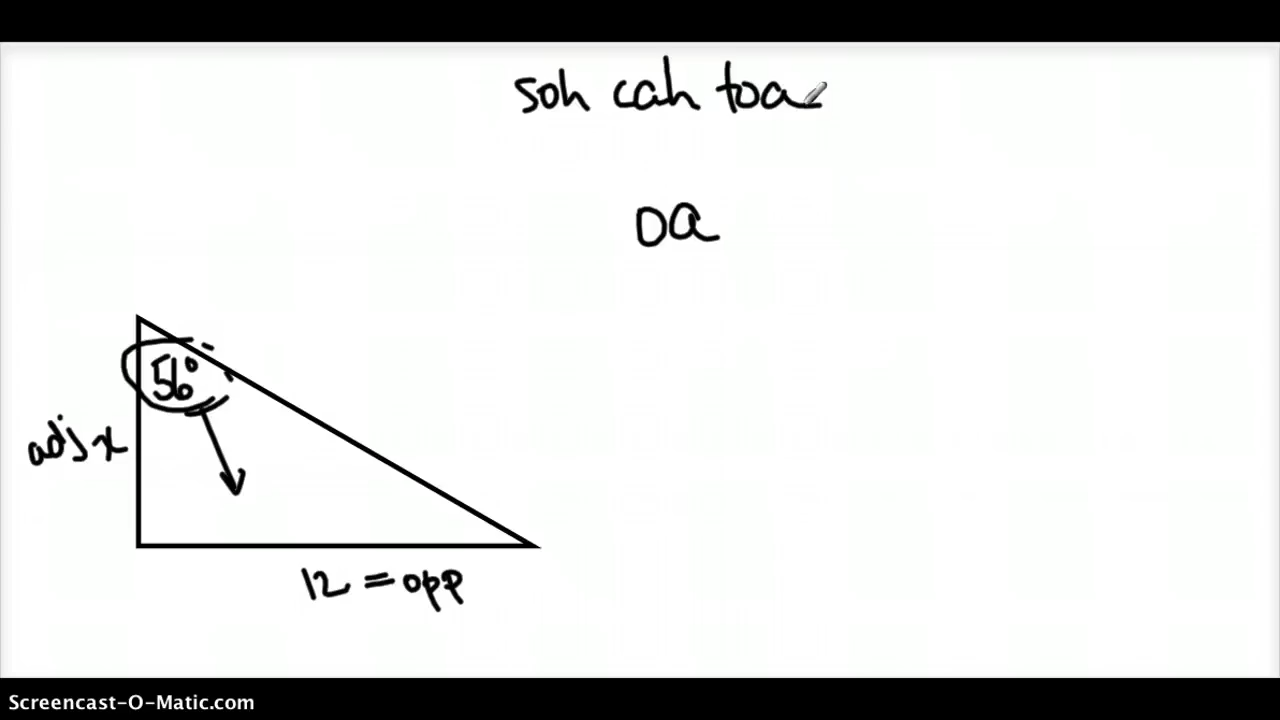 soh cah toa
oa
56°
adj x
12 = opp
Screencast-O-Matic.com